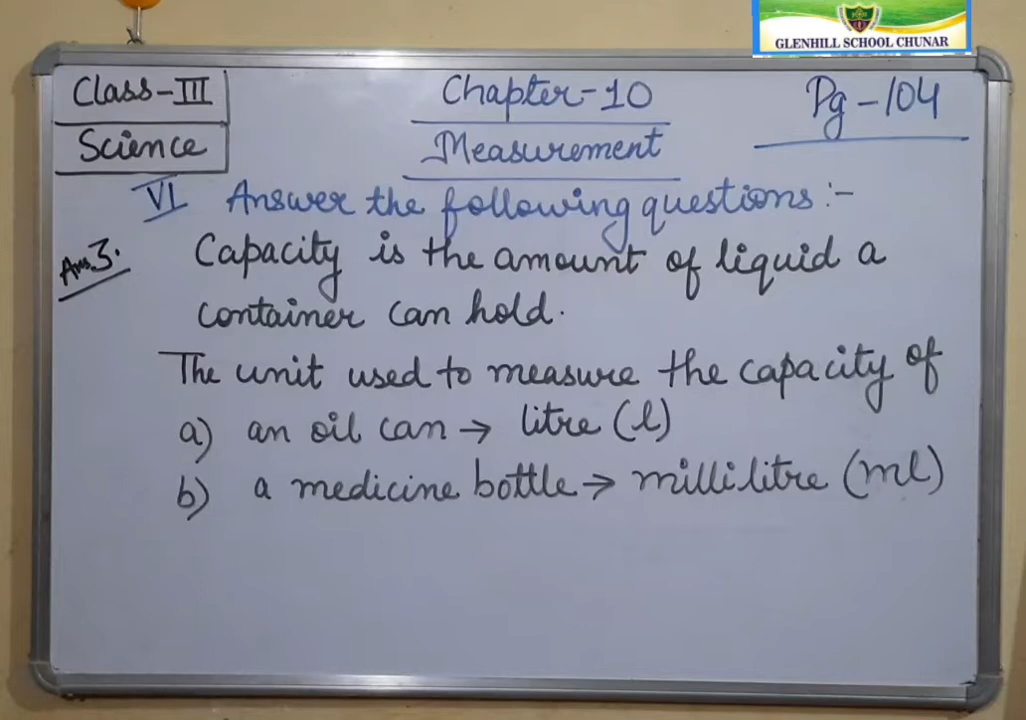 GLENHILL SCHOOL CHUNAR
Class-III
Science
Chapter-10
Measurement
Pg-104
VI Answer the following questions:-
Ans3. Capacity is the amount of liquid a
container can hold.
The unit used to measure the capacity of
a) an oil can → litre (l)
b) a medicine bottle → millilitre (ml)